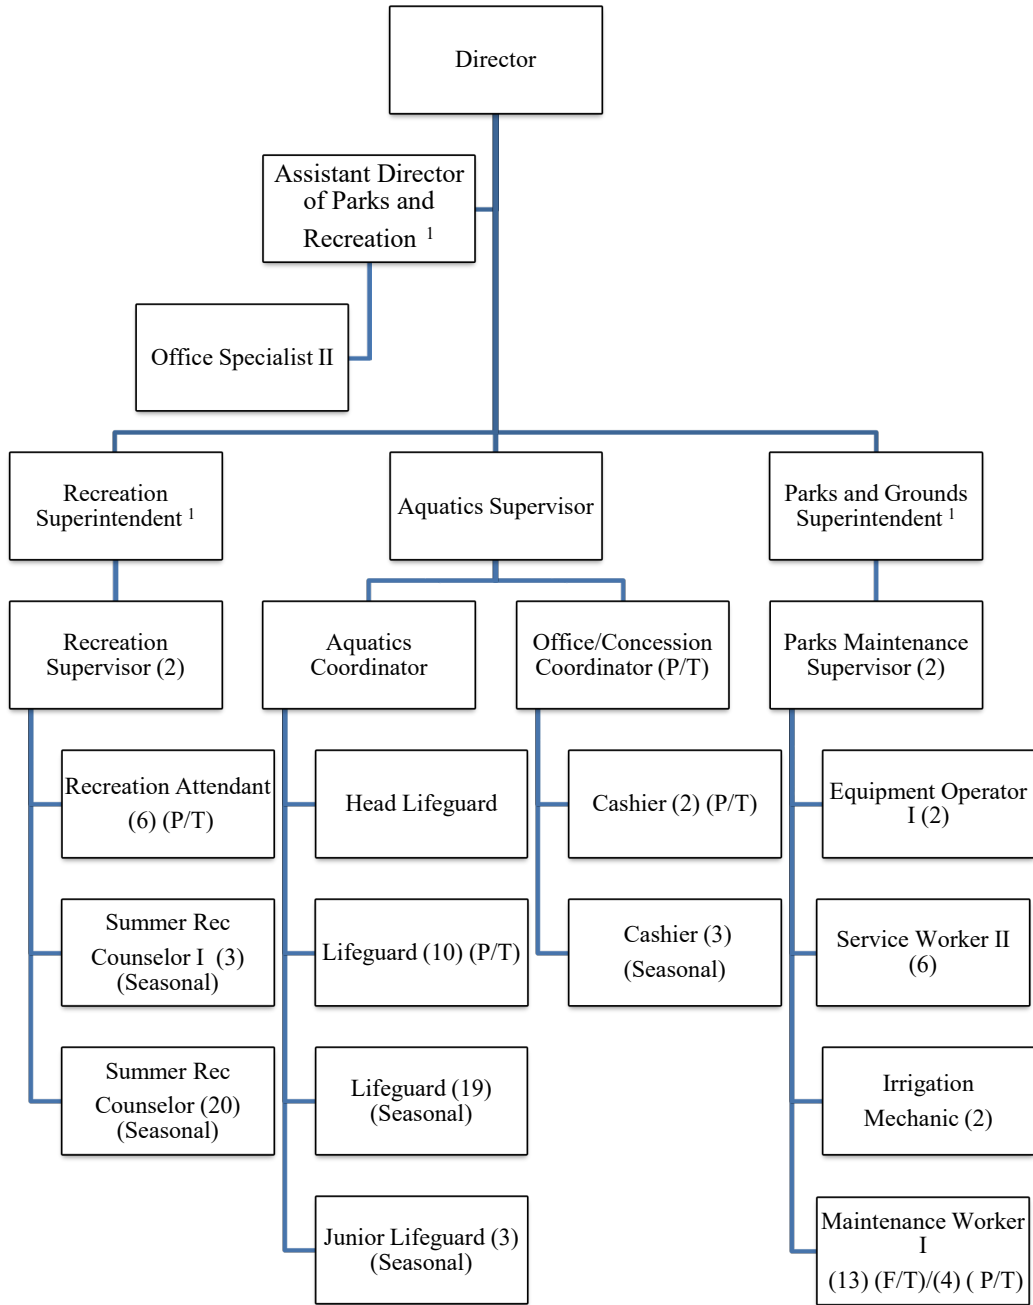 Director
Assistant Director
of Parks and
Recreation ¹
Office Specialist II
Recreation
Superintendent ¹
Aquatics Supervisor
Parks and Grounds
Superintendent ¹
Recreation
Supervisor (2)
Aquatics
Coordinator
Office/Concession
Coordinator (P/T)
Parks Maintenance
Supervisor (2)
Recreation Attendant
(6) (P/T)
Head Lifeguard
Cashier (2) (P/T)
Equipment Operator
I (2)
Summer Rec
Counselor I (3)
(Seasonal)
Lifeguard (10) (P/T)
Cashier (3)
(Seasonal)
Service Worker II
(6)
Summer Rec
Counselor (20)
(Seasonal)
Lifeguard (19)
(Seasonal)
Irrigation
Mechanic (2)
Junior Lifeguard (3)
(Seasonal)
Maintenance Worker
I
(13) (F/T)/(4) ( P/T)